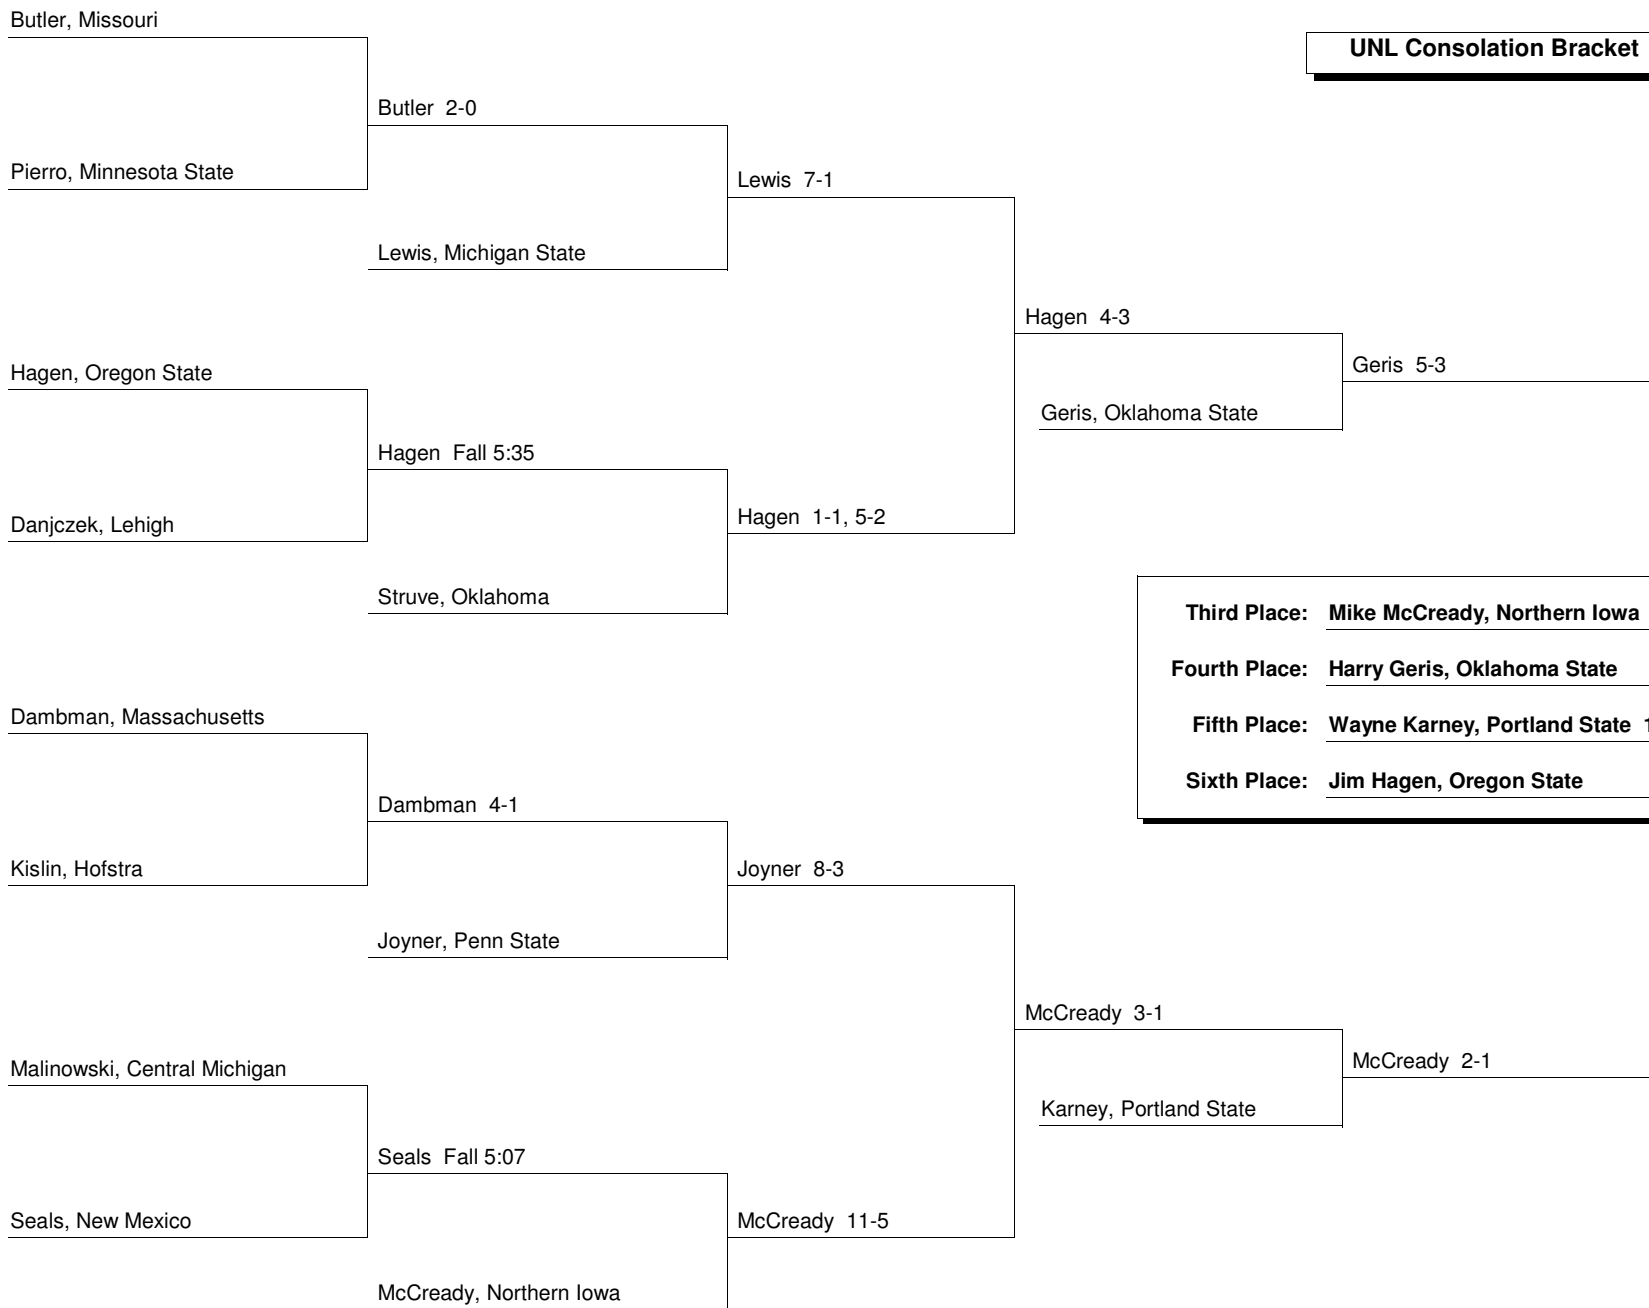 Butler, Missouri
UNL Consolation Bracket
Butler 2-0
Pierro, Minnesota State
Lewis 7-1
Lewis, Michigan State
Hagen 4-3
Hagen, Oregon State
Geris 5-3
Geris, Oklahoma State
Hagen Fall 5:35
Danjczek, Lehigh
Hagen 1-1, 5-2
Struve, Oklahoma
Third Place: Mike McCready, Northern Iowa
Fourth Place: Harry Geris, Oklahoma State
Fifth Place: Wayne Karney, Portland State 1
Sixth Place: Jim Hagen, Oregon State
Dambman, Massachusetts
Dambman 4-1
Kislin, Hofstra
Joyner 8-3
Joyner, Penn State
McCready 3-1
Malinowski, Central Michigan
McCready 2-1
Karney, Portland State
Seals Fall 5:07
Seals, New Mexico
McCready 11-5
McCready, Northern Iowa